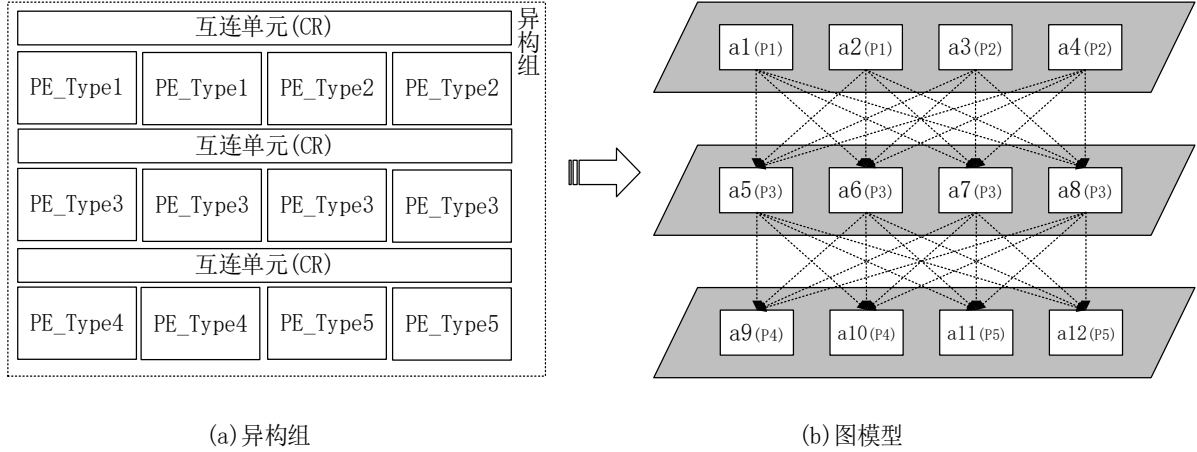 互连单元(CR)
异构组
PE_Type1 PE_Type1 PE_Type2 PE_Type2
互连单元(CR)
PE_Type3 PE_Type3 PE_Type3 PE_Type3
互连单元(CR)
PE_Type4 PE_Type4 PE_Type5 PE_Type5
(a)异构组
a1(P1) a2(P1) a3(P2) a4(P2)
a5(P3) a6(P3) a7(P3) a8(P3)
a9(P4) a10(P4) a11(P5) a12(P5)
(b)图模型